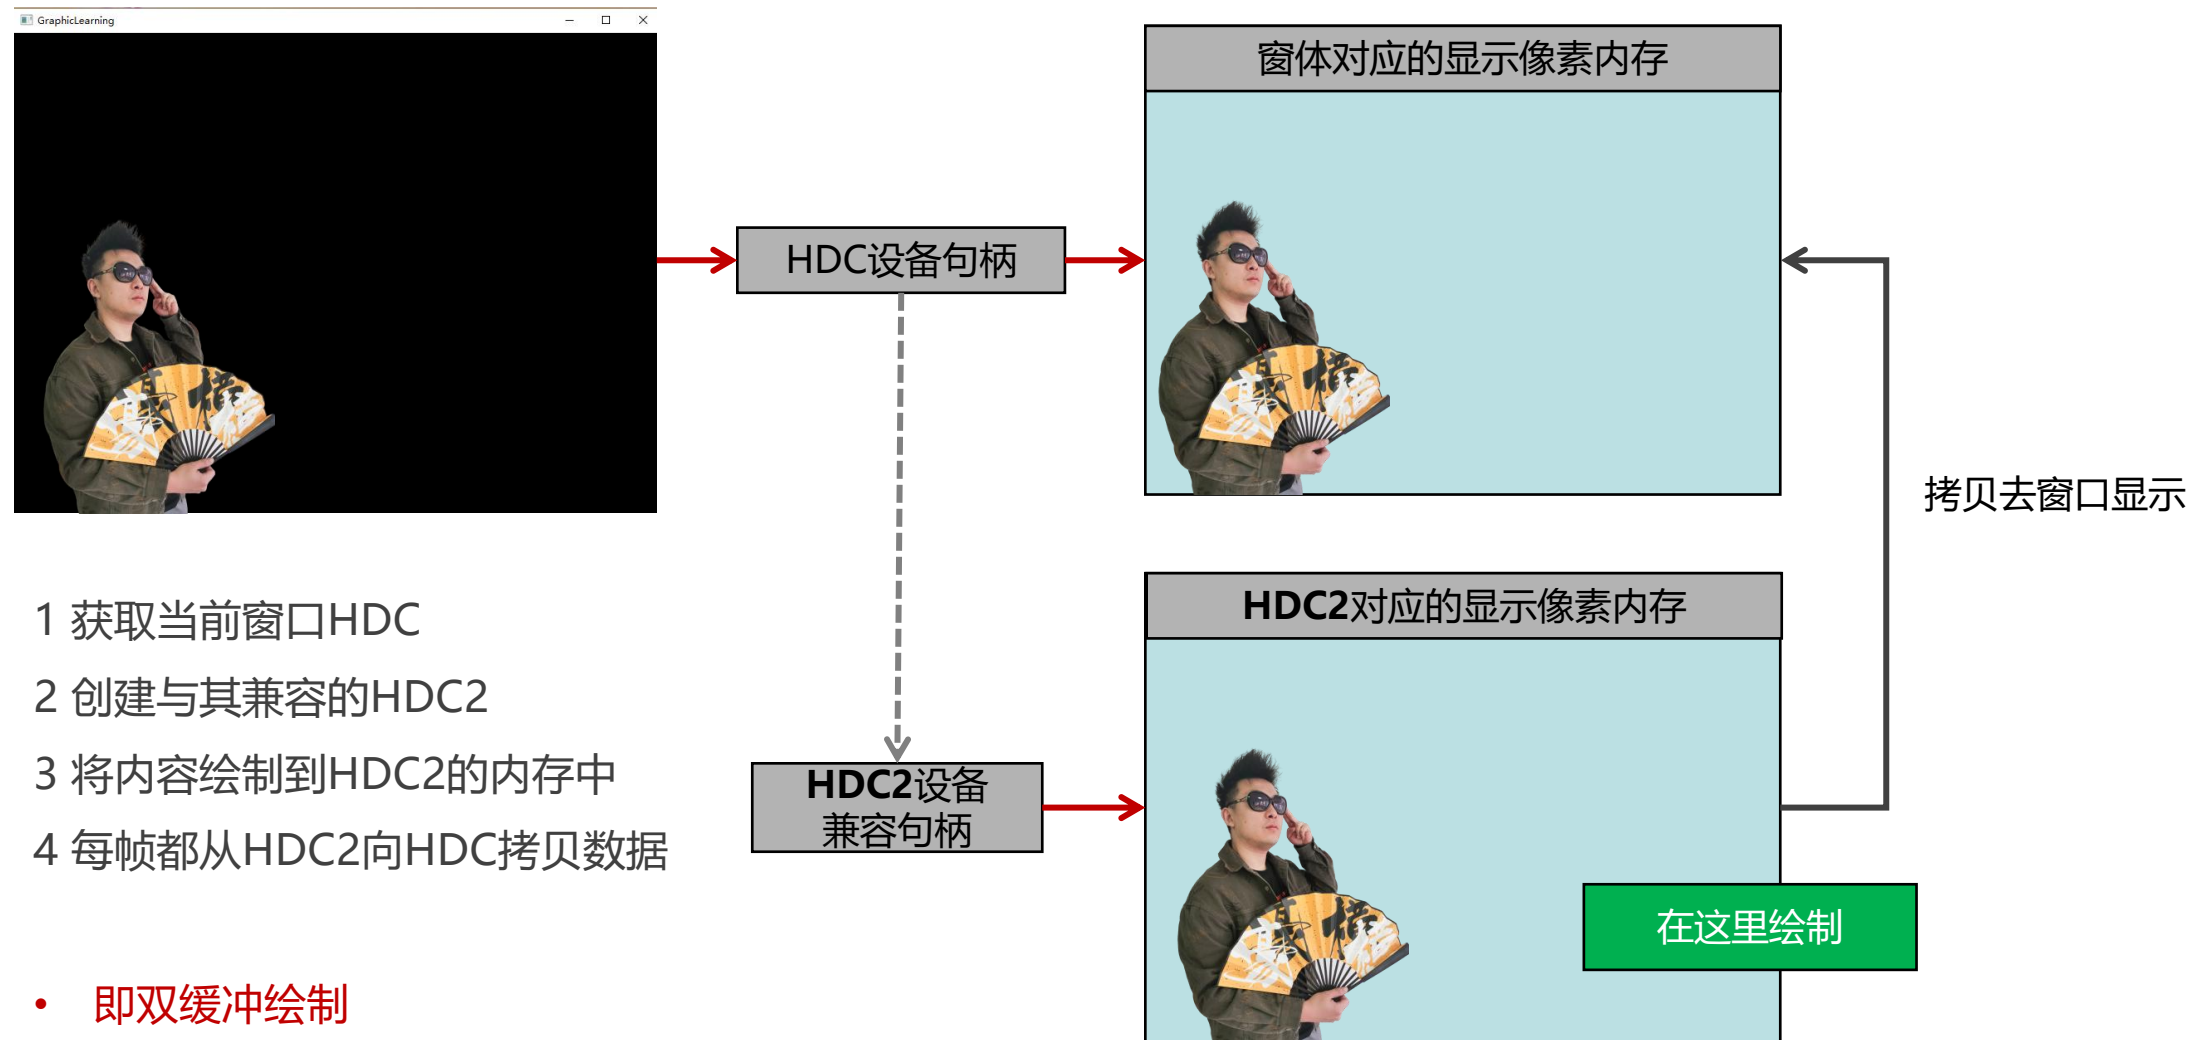 GraphicLearning
窗体对应的显示像素内存
HDC设备句柄
拷贝去窗口显示
HDC2对应的显示像素内存
HDC2设备
兼容句柄
在这里绘制
1 获取当前窗口HDC
2 创建与其兼容的HDC2
3 将内容绘制到HDC2的内存中
4 每帧都从HDC2向HDC拷贝数据
• 即双缓冲绘制